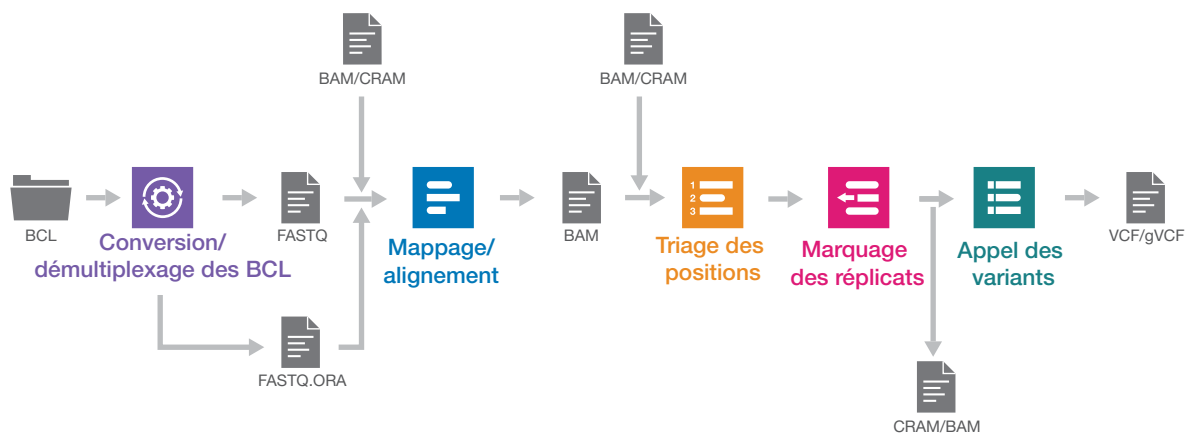 BAM/CRAM
BAM/CRAM
BCL
Conversion/
démultiplexage des BCL
FASTQ
Mappage/
alignement
BAM
1
2
3
Triage des
positions
Marquage
des réplicats
Appel des
variants
VCF/gVCF
FASTQ.ORA
CRAM/BAM